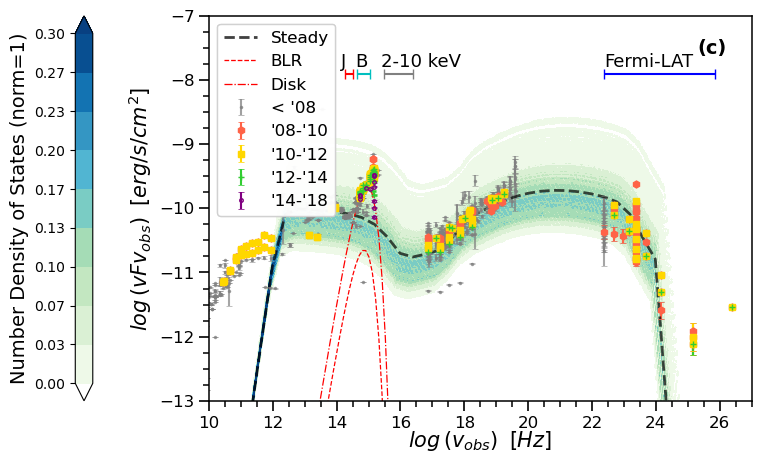 Number Density of States (norm=1)
0.30
0.27
0.23
0.20
0.17
0.13
0.10
0.07
0.03
0.00
log (νFν_obs) [erg/s/cm²]
−7
−8
−9
−10
−11
−12
−13
Steady
BLR
Disk
< '08
'08-'10
'10-'12
'12-'14
'14-'18
J B 2-10 keV Fermi-LAT
(c)
10 12 14 16 18 20 22 24 26
log (ν_obs) [Hz]